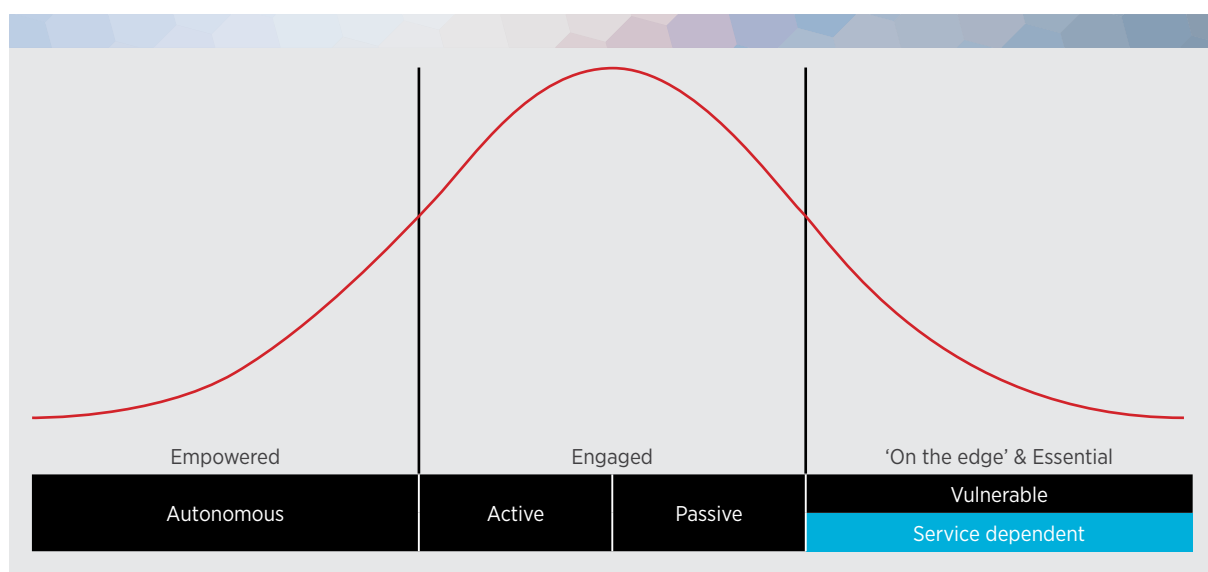 Empowered
Engaged
‘On the edge’ & Essential
Autonomous
Active
Passive
Vulnerable
Service dependent